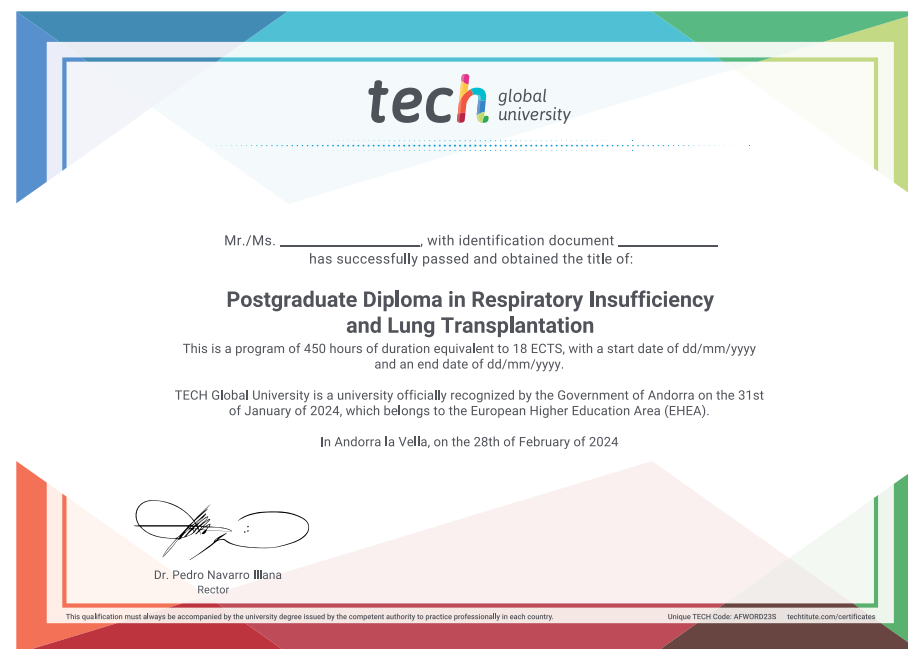 tech global university
Mr./Ms. ____________________, with identification document ______________
has successfully passed and obtained the title of:
Postgraduate Diploma in Respiratory Insufficiency
and Lung Transplantation
This is a program of 450 hours of duration equivalent to 18 ECTS, with a start date of dd/mm/yyyy
and an end date of dd/mm/yyyy.
TECH Global University is a university officially recognized by the Government of Andorra on the 31st
of January of 2024, which belongs to the European Higher Education Area (EHEA).
In Andorra la Vella, on the 28th of February of 2024
Dr. Pedro Navarro Illana
Rector
This qualification must always be accompanied by the university degree issued by the competent authority to practice professionally in each country.
Unique TECH Code: AFWORD23S techtitute.com/certificates